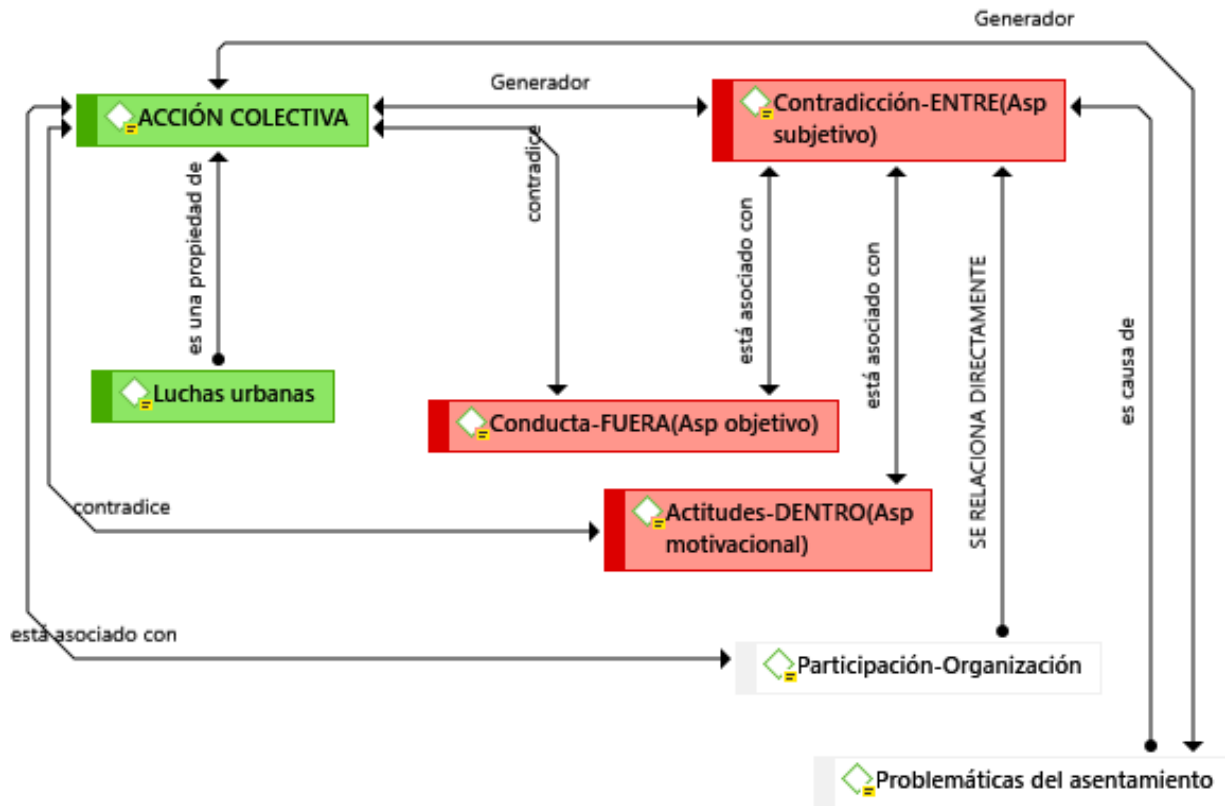 Generador
Generador
ACCIÓN COLECTIVA
Contradicción-ENTRE(Asp
subjetivo)
contradice
es una propiedad de
está asociado con
está asociado con
SE RELACIONA DIRECTAMENTE
es causa de
Luchas urbanas
Conducta-FUERA(Asp objetivo)
contradice
Actitudes-DENTRO(Asp
motivacional)
está asociado con
Participación-Organización
Problemáticas del asentamiento